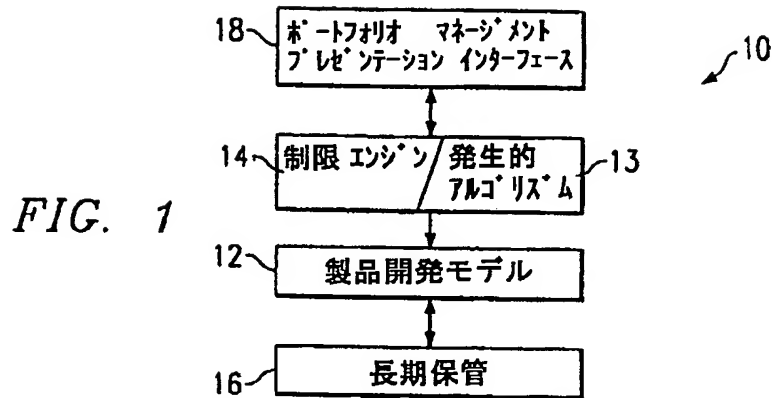 18
ポートフォリオ マネージメント
プレゼンテーション インターフェース
10
14
制限 エンジン
発生的
アルゴリズム
13
FIG. 1
12
製品開発モデル
16
長期保管